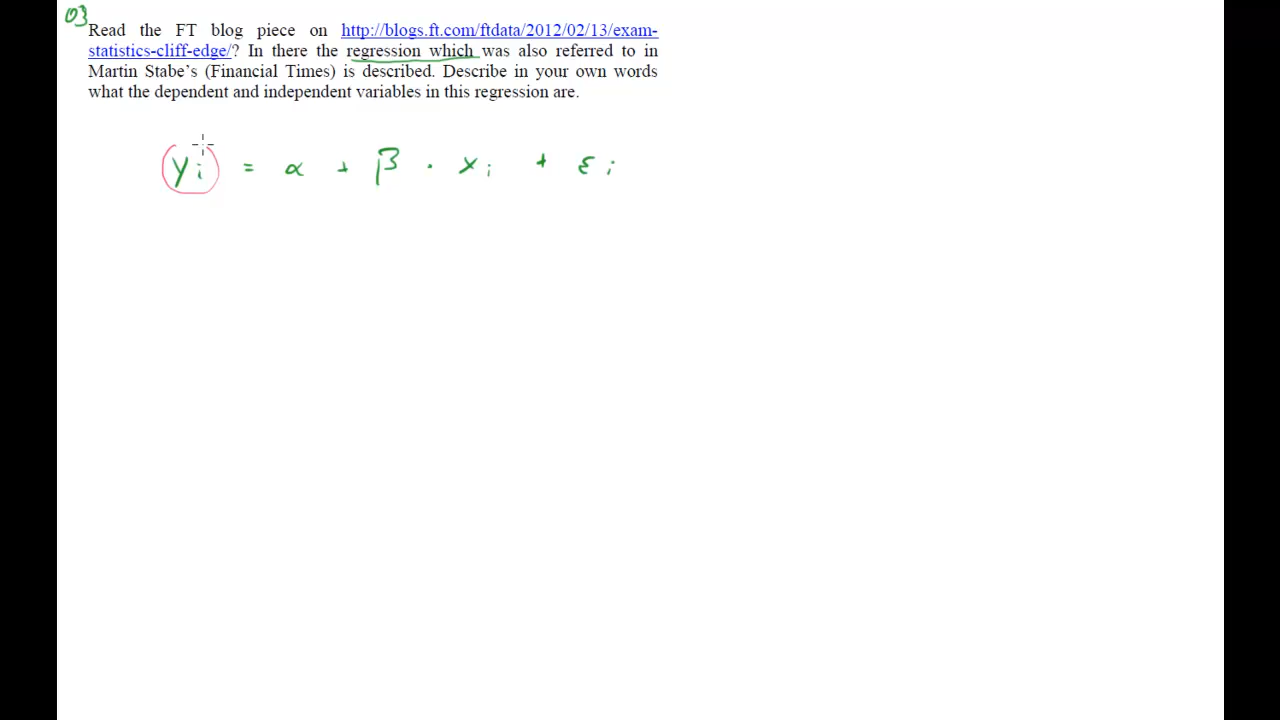 Q3
Read the FT blog piece on http://blogs.ft.com/ftdata/2012/02/13/exam-
statistics-cliff-edge/? In there the regression which was also referred to in
Martin Stabe's (Financial Times) is described. Describe in your own words
what the dependent and independent variables in this regression are.
yi = α + β · xi + εi